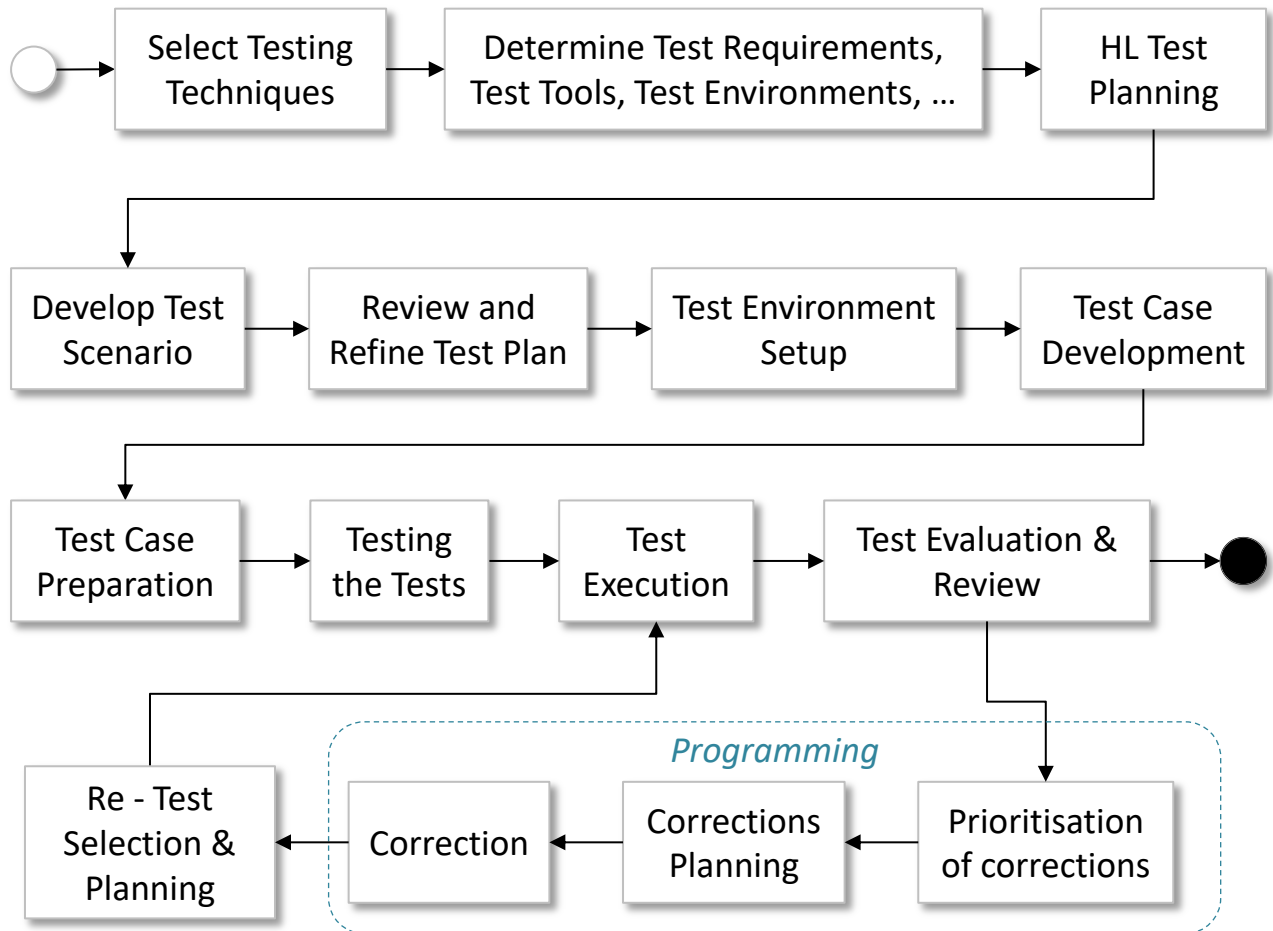 Select Testing
Techniques
Determine Test Requirements,
Test Tools, Test Environments, ...
HL Test
Planning
Develop Test
Scenario
Review and
Refine Test Plan
Test Environment
Setup
Test Case
Development
Test Case
Preparation
Testing
the Tests
Test
Execution
Test Evaluation &
Review
Programming
Re - Test
Selection &
Planning
Correction
Corrections
Planning
Prioritisation
of corrections